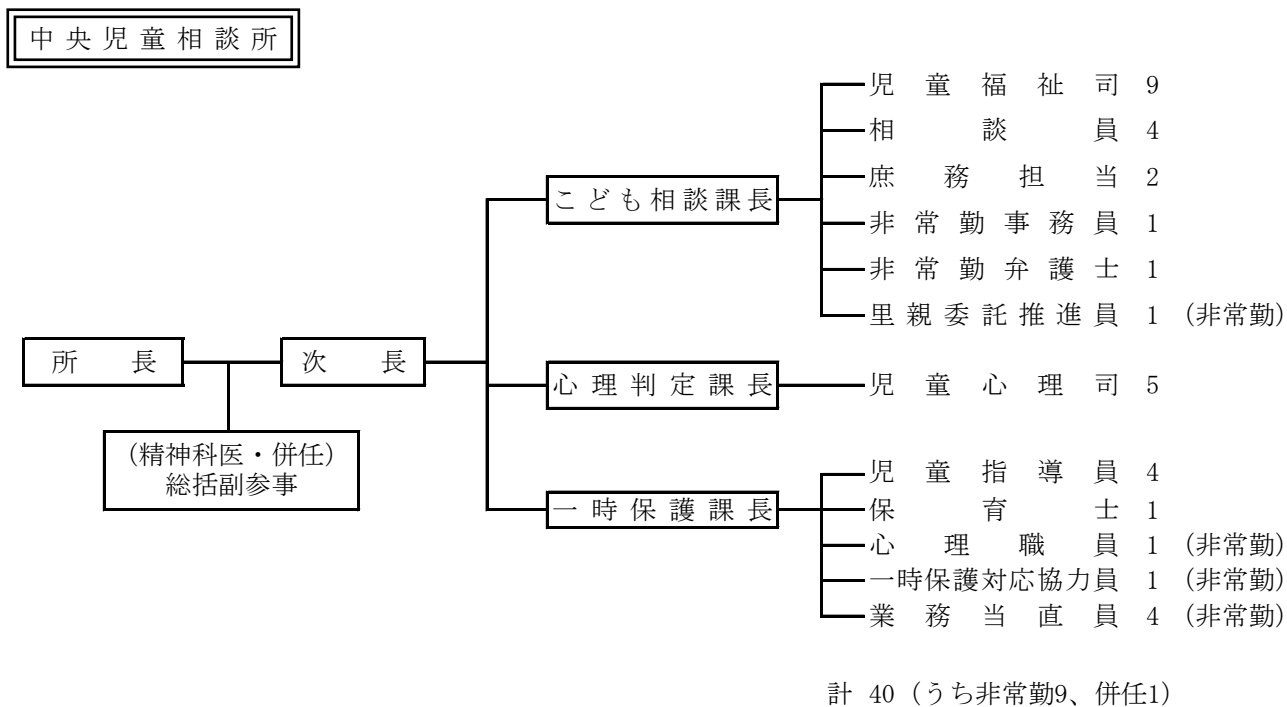 中央児童相談所
児童福祉司 9
相談員 4
庶務担当 2
こども相談課長
非常勤事務員 1
非常勤弁護士 1
里親委託推進員 1 (非常勤)
所長
次長
心理判定課長
児童心理司 5
(精神科医・併任)
総括副参事
一時保護課長
児童指導員 4
保育士 1
心理職員 1 (非常勤)
一時保護対応協力員 1 (非常勤)
業務当直員 4 (非常勤)
計 40 (うち非常勤9、併任1)